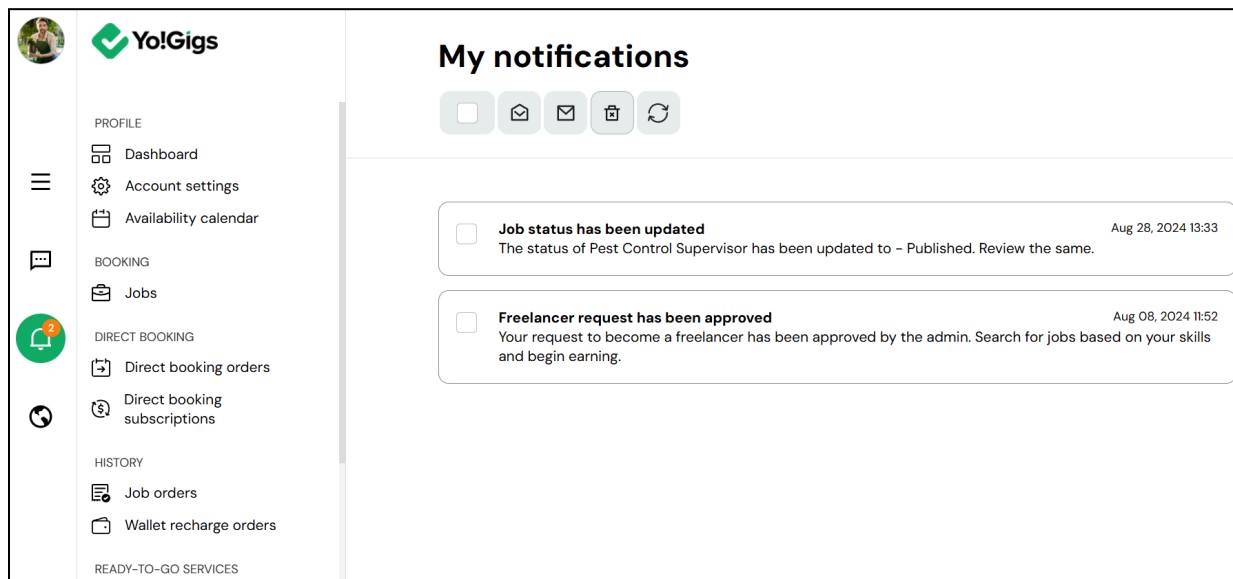 Yo!Gigs
PROFILE
Dashboard
Account settings
Availability calendar
BOOKING
Jobs
DIRECT BOOKING
Direct booking orders
Direct booking
subscriptions
HISTORY
Job orders
Wallet recharge orders
READY-TO-GO SERVICES
2
My notifications
Job status has been updated
Aug 28, 2024 13:33
The status of Pest Control Supervisor has been updated to - Published. Review the same.
Freelancer request has been approved
Aug 08, 2024 11:52
Your request to become a freelancer has been approved by the admin. Search for jobs based on your skills
and begin earning.